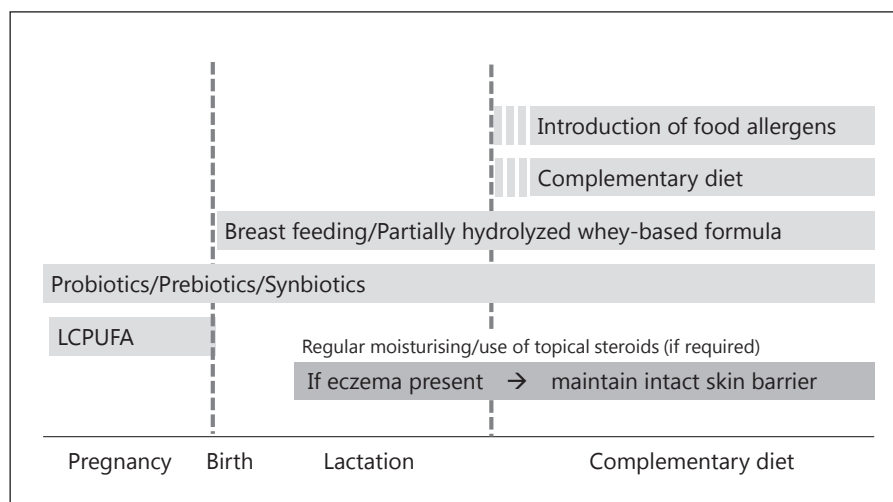 Introduction of food allergens
Complementary diet
Breast feeding/Partially hydrolyzed whey-based formula
Probiotics/Prebiotics/Synbiotics
LCPUFA
Regular moisturising/use of topical steroids (if required)
If eczema present → maintain intact skin barrier
Pregnancy Birth Lactation Complementary diet